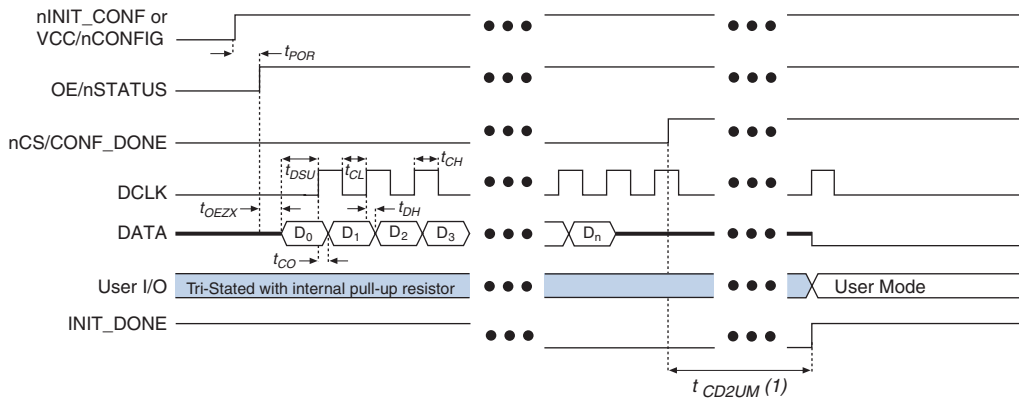 nINIT_CONF or
VCC/nCONFIG
tPOR
OE/nSTATUS
nCS/CONF_DONE
tDSU
tCL
tCH
DCLK
tOEZX
tDH
DATA
D0
D1
D2
D3
Dn
tCO
User I/O
Tri-Stated with internal pull-up resistor
User Mode
INIT_DONE
t CD2UM (1)